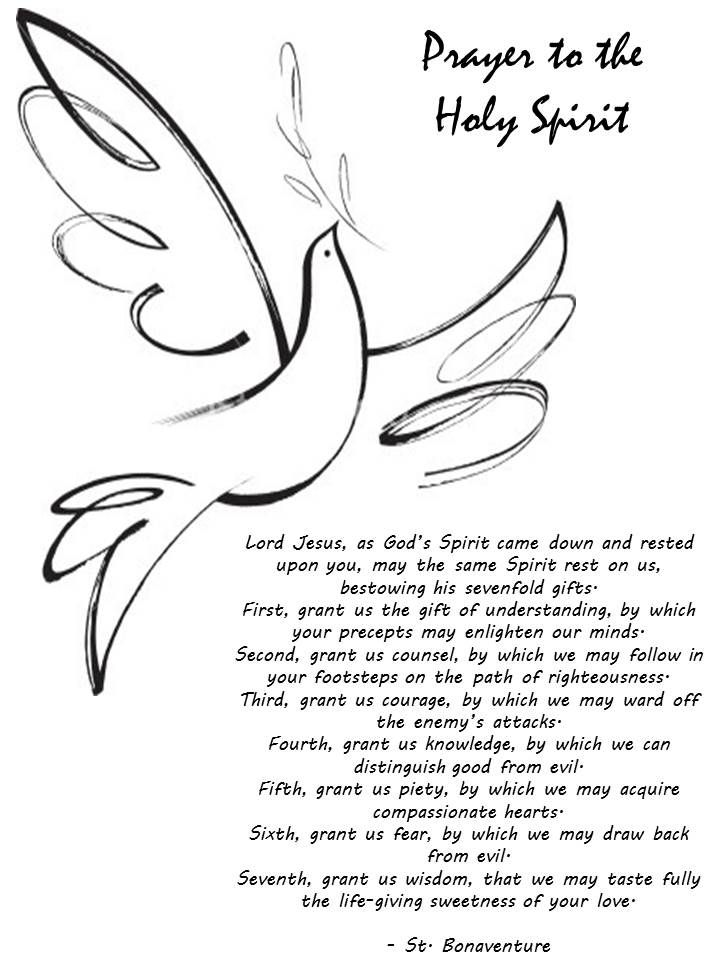 Prayer to the
Holy Spirit
Lord Jesus, as God's Spirit came down and rested
upon you, may the same Spirit rest on us,
bestowing his sevenfold gifts.
First, grant us the gift of understanding, by which
your precepts may enlighten our minds.
Second, grant us counsel, by which we may follow in
your footsteps on the path of righteousness.
Third, grant us courage, by which we may ward off
the enemy's attacks.
Fourth, grant us knowledge, by which we can
distinguish good from evil.
Fifth, grant us piety, by which we may acquire
compassionate hearts.
Sixth, grant us fear, by which we may draw back
from evil.
Seventh, grant us wisdom, that we may taste fully
the life-giving sweetness of your love.
- St. Bonaventure